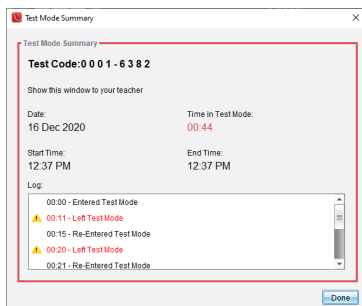 Test Mode Summary
Test Mode Summary
Test Code:0 0 0 1 - 6 3 8 2
Show this window to your teacher
Date: Time in Test Mode:
16 Dec 2020 00:44
Start Time: End Time:
12:37 PM 12:37 PM
Log:
00:00 - Entered Test Mode
00:11 - Left Test Mode
00:15 - Re-Entered Test Mode
00:20 - Left Test Mode
00:21 - Re-Entered Test Mode
Done